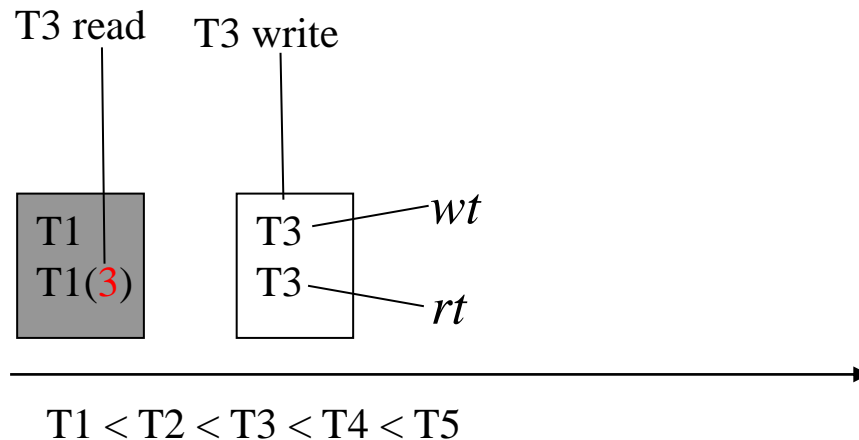 T3 read
T3 write
T1
T1(3)
T3
T3
wt
rt
T1 < T2 < T3 < T4 < T5